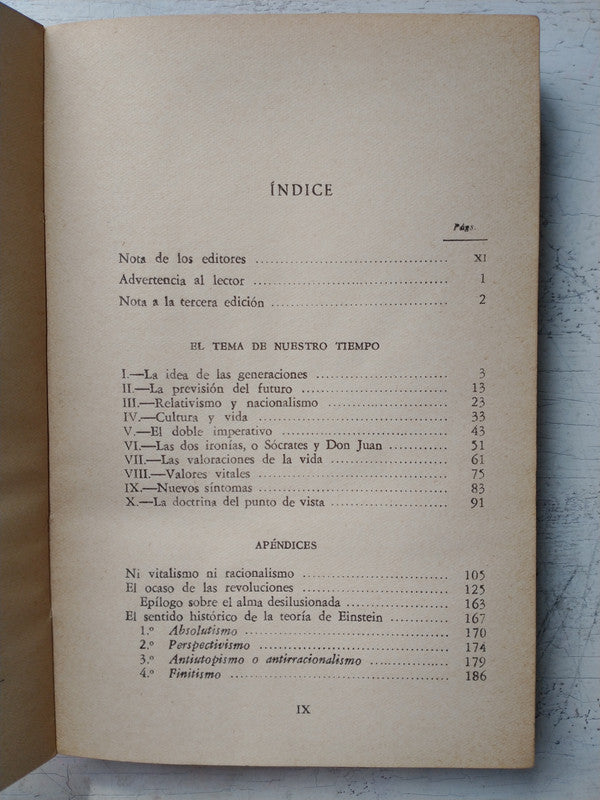 ÍNDICE
Págs.
Nota de los editores ........ XI
Advertencia al lector ........ 1
Nota a la tercera edición ........ 2
EL TEMA DE NUESTRO TIEMPO
I.—La idea de las generaciones ........ 3
II.—La previsión del futuro ........ 13
III.—Relativismo y nacionalismo ........ 23
IV.—Cultura y vida ........ 33
V.—El doble imperativo ........ 43
VI.—Las dos ironías, o Sócrates y Don Juan ........ 51
VII.—Las valoraciones de la vida ........ 61
VIII.—Valores vitales ........ 75
IX.—Nuevos síntomas ........ 83
X.—La doctrina del punto de vista ........ 91
APÉNDICES
Ni vitalismo ni racionalismo ........ 105
El ocaso de las revoluciones ........ 125
Epílogo sobre el alma desilusionada ........ 163
El sentido histórico de la teoría de Einstein ........ 167
1.º Absolutismo ........ 170
2.º Perspectivismo ........ 174
3.º Antiutopismo o antirracionalismo ........ 179
4.º Finitismo ........ 186
IX